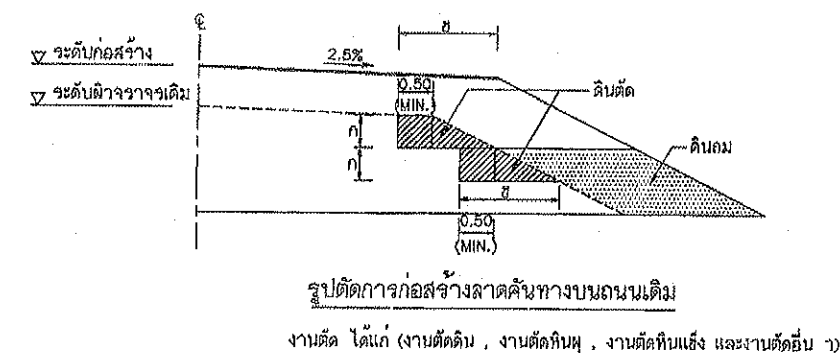 ℄
ข
ระดับก่อสร้าง
2.5%
ระดับผิวจราจรเดิม
0.50
(MIN.)
ดินตัด
ก
ดินถม
ก
ข
0.50
(MIN.)
รูปตัดการก่อสร้างลาดคันทางบนถนนเดิม
งานตัด ได้แก่ (งานตัดดิน , งานตัดหินผุ , งานตัดหินแข็ง และงานตัดอื่น ๆ)